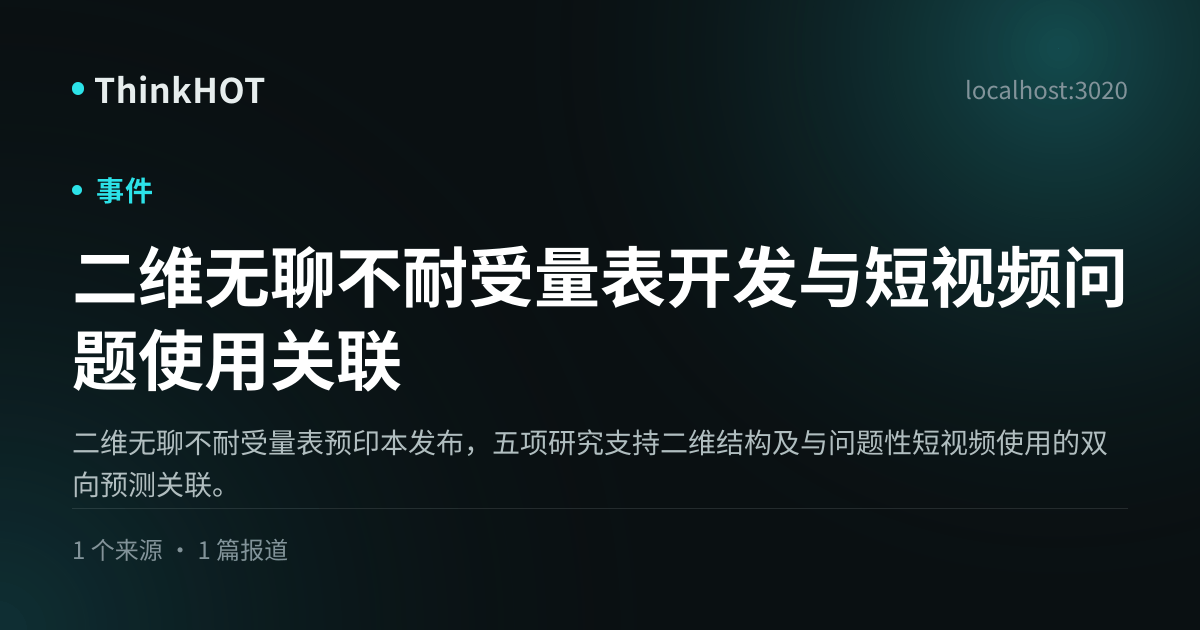 ThinkHOT
localhost:3020
事件
二维无聊不耐受量表开发与短视频问
题使用关联
二维无聊不耐受量表预印本发布，五项研究支持二维结构及与问题性短视频使用的双
向预测关联。
1 个来源 · 1 篇报道